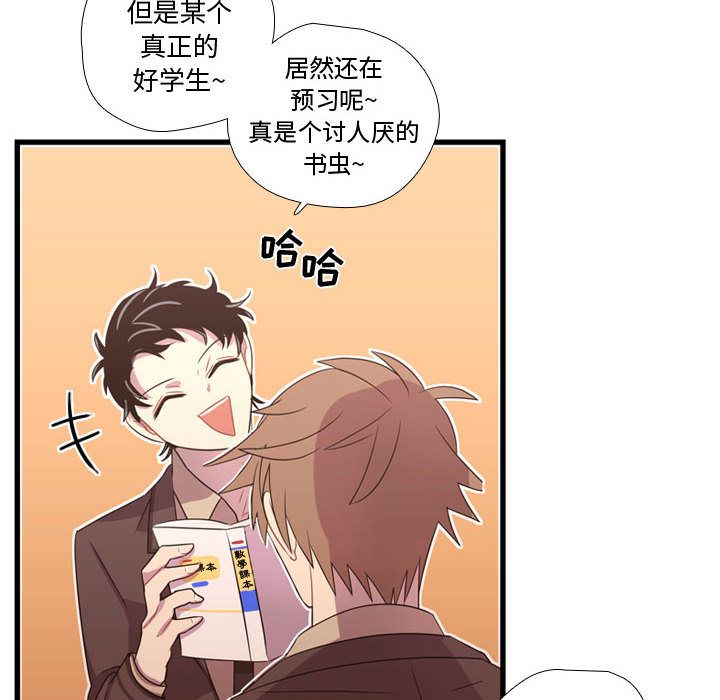 但是某个
真正的
好学生~
居然还在
预习呢~
真是个讨人厌的
书虫~
哈哈
課本
數學課本